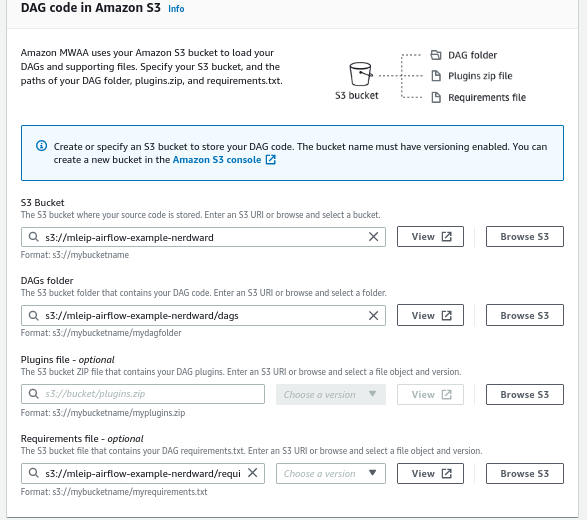 DAG code in Amazon S3 Info
Amazon MWAA uses your Amazon S3 bucket to load your
DAGs and supporting files. Specify your S3 bucket, and the
paths of your DAG folder, plugins.zip, and requirements.txt.
S3 bucket
DAG folder
Plugins zip file
Requirements file
Create or specify an S3 bucket to store your DAG code. The bucket name must have versioning enabled. You can
create a new bucket in the Amazon S3 console
S3 Bucket
The S3 bucket where your source code is stored. Enter an S3 URI or browse and select a bucket.
s3://mleip-airflow-example-nerdward View Browse S3
Format: s3://mybucketname
DAGs folder
The S3 bucket folder that contains your DAG code. Enter an S3 URI or browse and select a folder.
s3://mleip-airflow-example-nerdward/dags View Browse S3
Format: s3://mybucketname/mydagfolder
Plugins file - optional
The S3 bucket ZIP file that contains your DAG plugins. Enter an S3 URI or browse and select a file object and version.
s3://bucket/plugins.zip Choose a version View Browse S3
Format: s3://mybucketname/myplugins.zip
Requirements file - optional
The S3 bucket file that contains your DAG requirements.txt. Enter an S3 URI or browse and select a file object and version.
s3://mleip-airflow-example-nerdward/requi Choose a version View Browse S3
Format: s3://mybucketname/myrequirements.txt